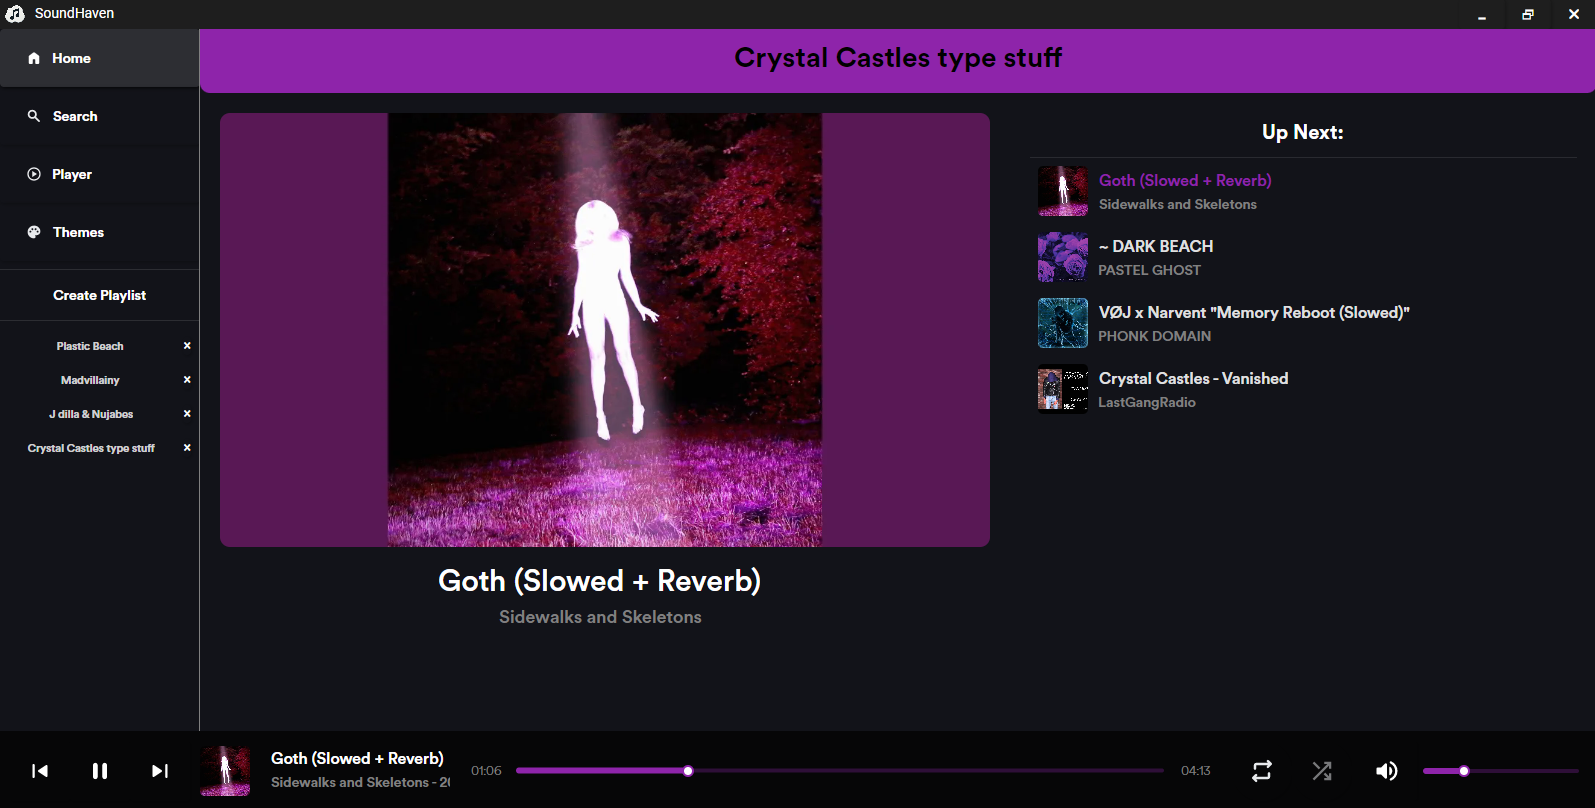 SoundHaven
Home
Search
Player
Themes
Create Playlist
Plastic Beach
Madvillainy
J dilla & Nujabes
Crystal Castles type stuff
Crystal Castles type stuff
Goth (Slowed + Reverb)
Sidewalks and Skeletons
Up Next:
Goth (Slowed + Reverb)
Sidewalks and Skeletons
~ DARK BEACH
PASTEL GHOST
VØJ x Narvent "Memory Reboot (Slowed)"
PHONK DOMAIN
Crystal Castles - Vanished
LastGangRadio
Goth (Slowed + Reverb)
Sidewalks and Skeletons - 20
01:06
04:13